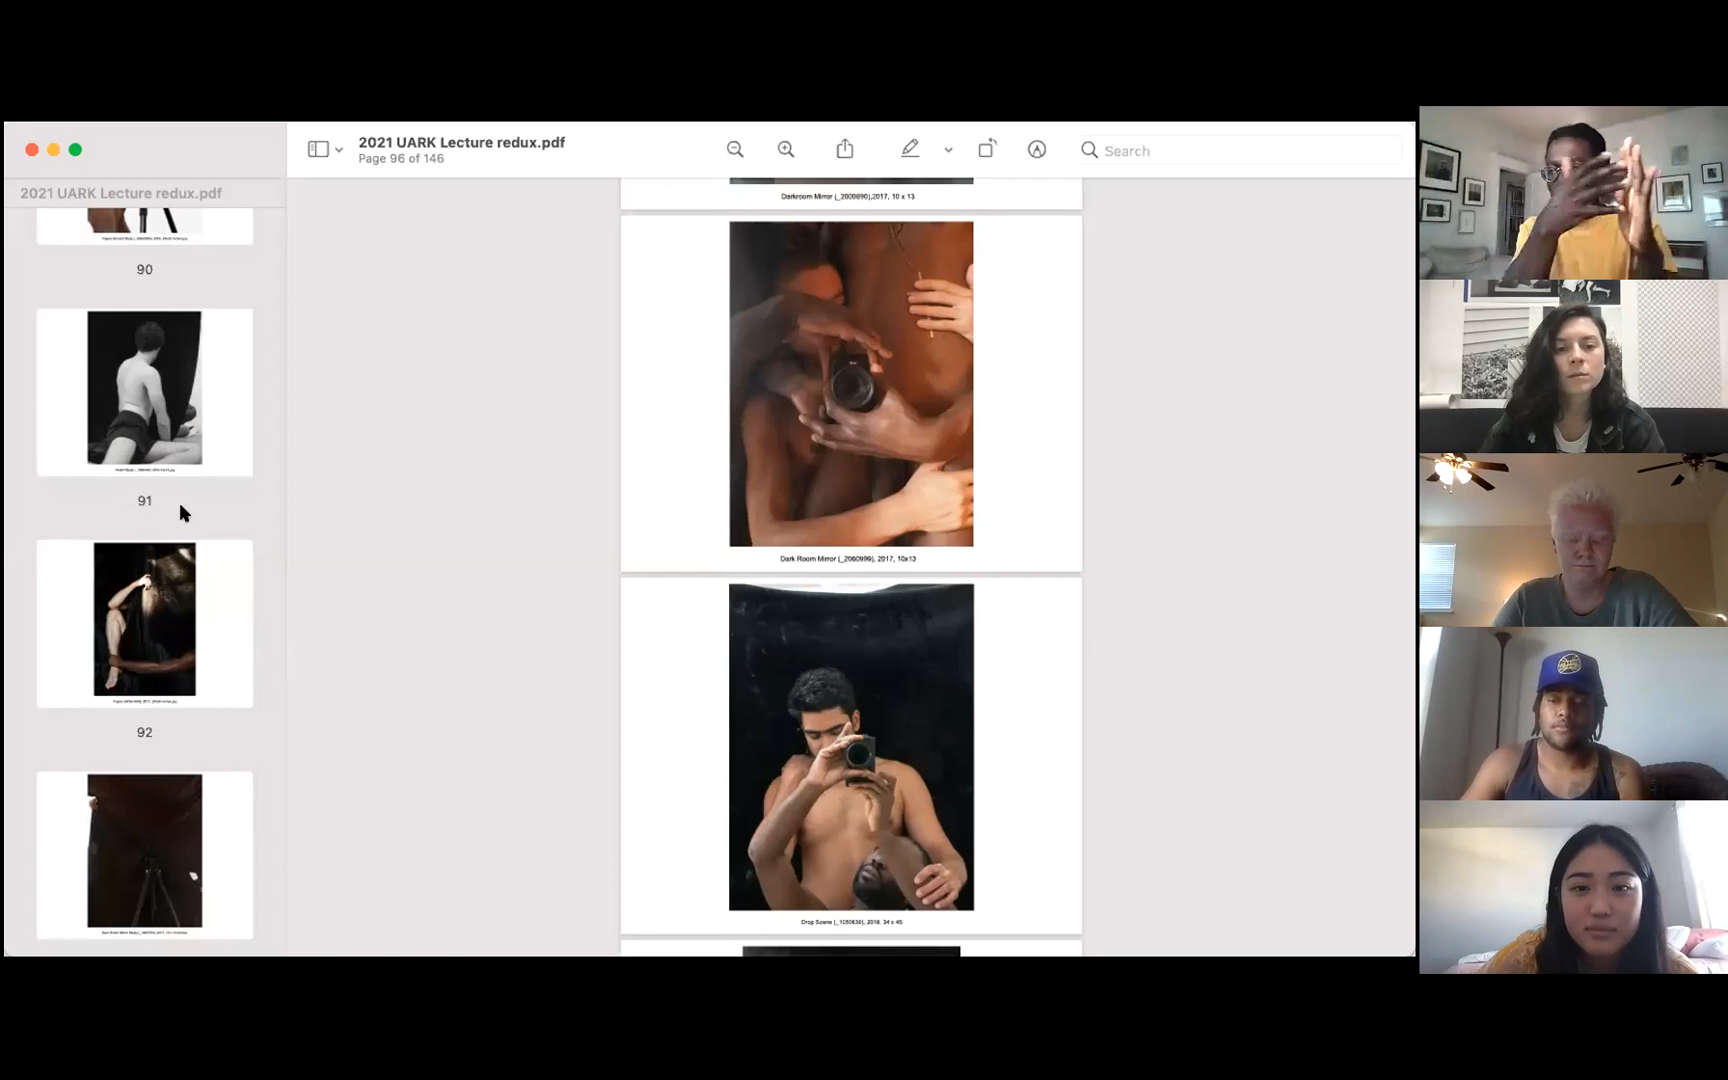 2021 UARK Lecture redux.pdf
Page 96 of 146
Search
2021 UARK Lecture redux.pdf
90
91
92
Darkroom Mirror (_2000690),2017, 10 x 13
Dark Room Mirror (_2060999), 2017, 10x13
Drop Scene (_1050630), 2018, 34 x 45